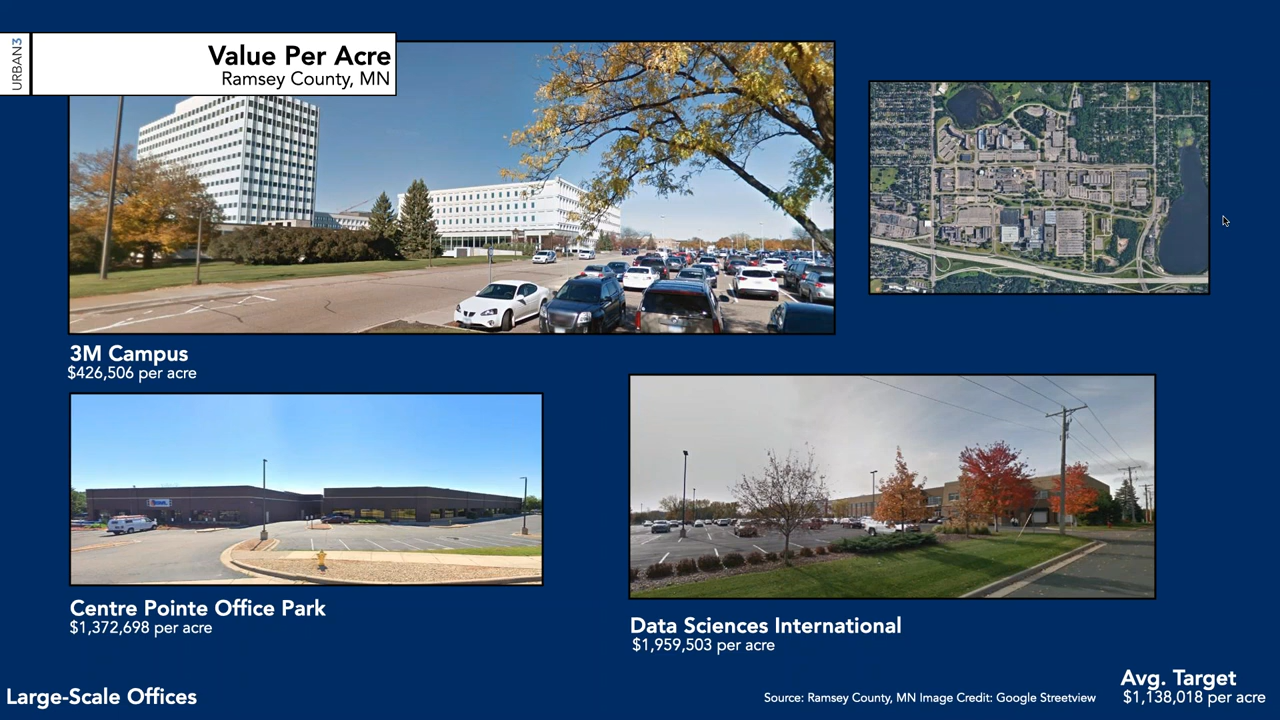 URBAN3
Value Per Acre
Ramsey County, MN
3M Campus
$426,506 per acre
Centre Pointe Office Park
$1,372,698 per acre
Data Sciences International
$1,959,503 per acre
Large-Scale Offices
Source: Ramsey County, MN Image Credit: Google Streetview
Avg. Target
$1,138,018 per acre